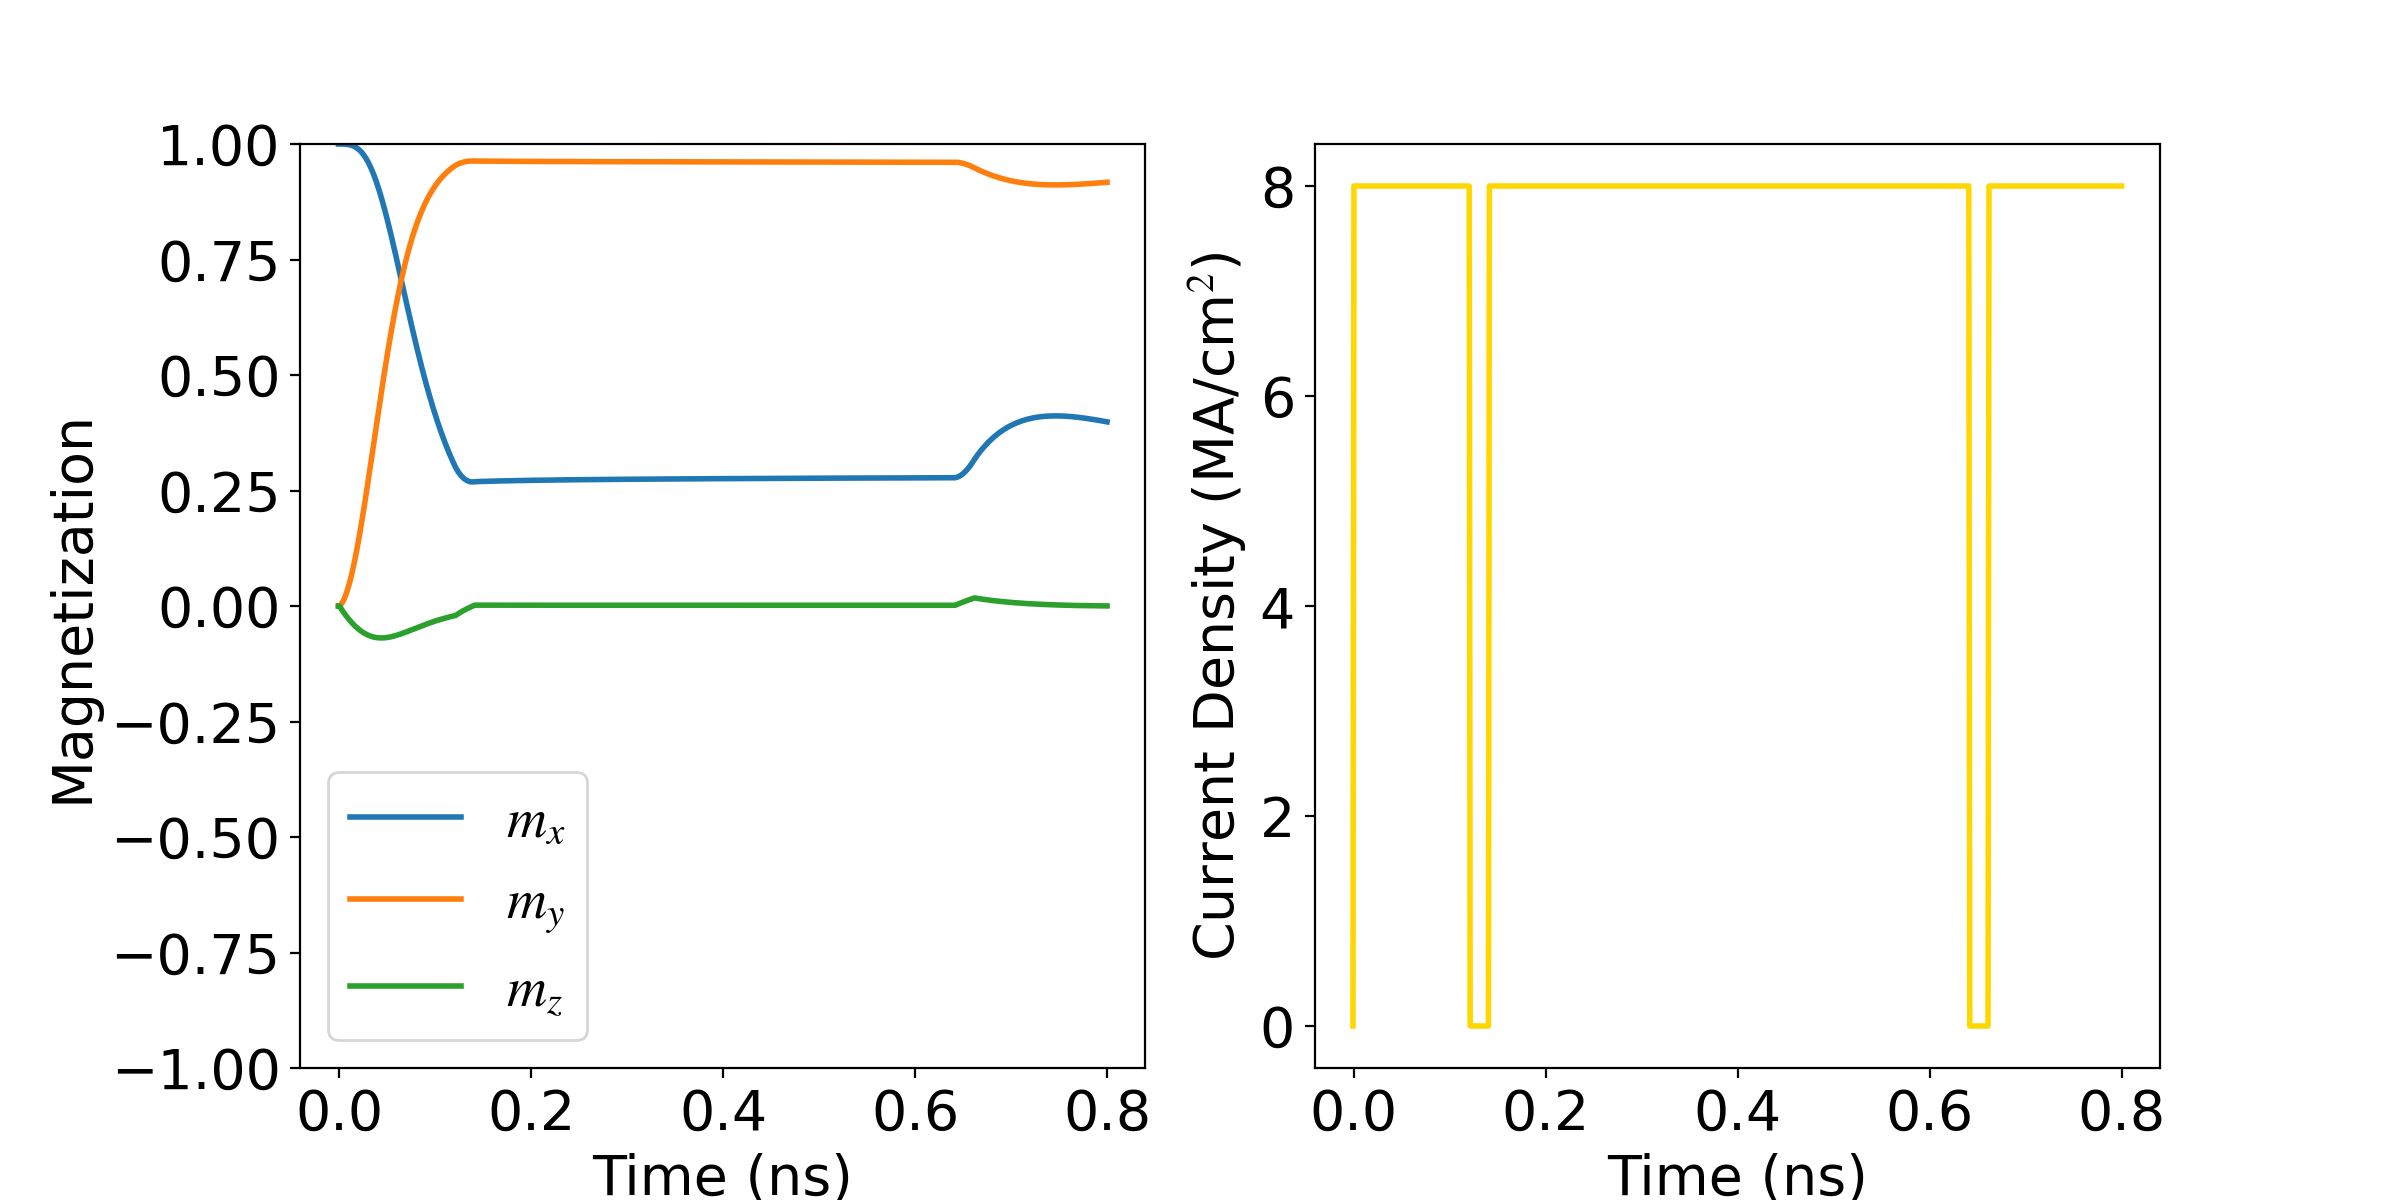 Magnetization
1.00
0.75
0.50
0.25
0.00
−0.25
−0.50
−0.75
−1.00
m_x
m_y
m_z
0.0 0.2 0.4 0.6 0.8
Time (ns)
Current Density (MA/cm²)
8
6
4
2
0
0.0 0.2 0.4 0.6 0.8
Time (ns)